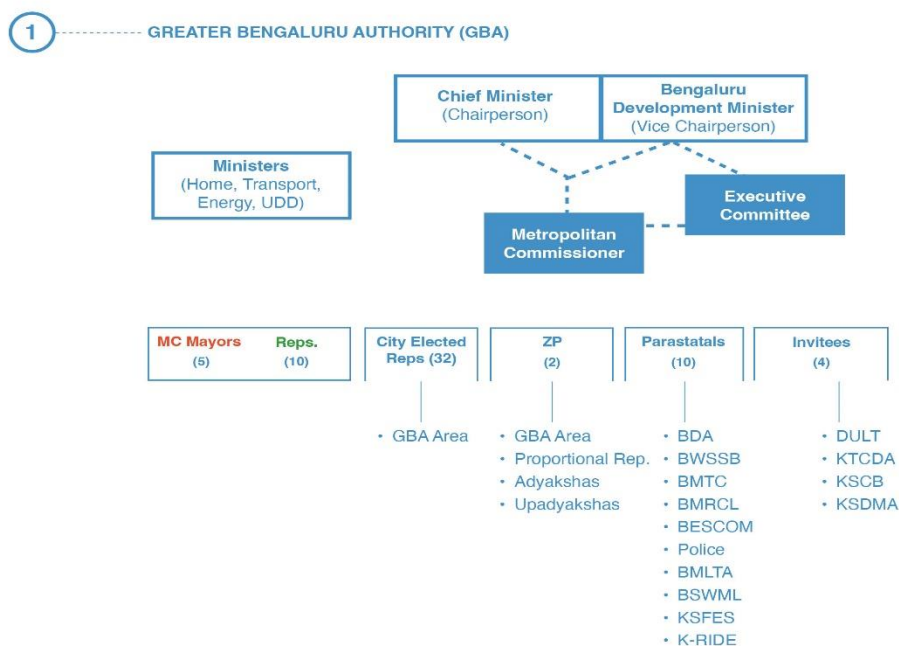 1
GREATER BENGALURU AUTHORITY (GBA)
Chief Minister
(Chairperson)
Bengaluru
Development Minister
(Vice Chairperson)
Ministers
(Home, Transport,
Energy, UDD)
Executive
Committee
Metropolitan
Commissioner
MC Mayors
(5)
Reps.
(10)
City Elected
Reps (32)
ZP
(2)
Parastatals
(10)
Invitees
(4)
• GBA Area
• GBA Area
• Proportional Rep.
• Adyakshas
• Upadyakshas
• BDA
• BWSSB
• BMTC
• BMRCL
• BESCOM
• Police
• BMLTA
• BSWML
• KSFES
• K-RIDE
• DULT
• KTCDA
• KSCB
• KSDMA